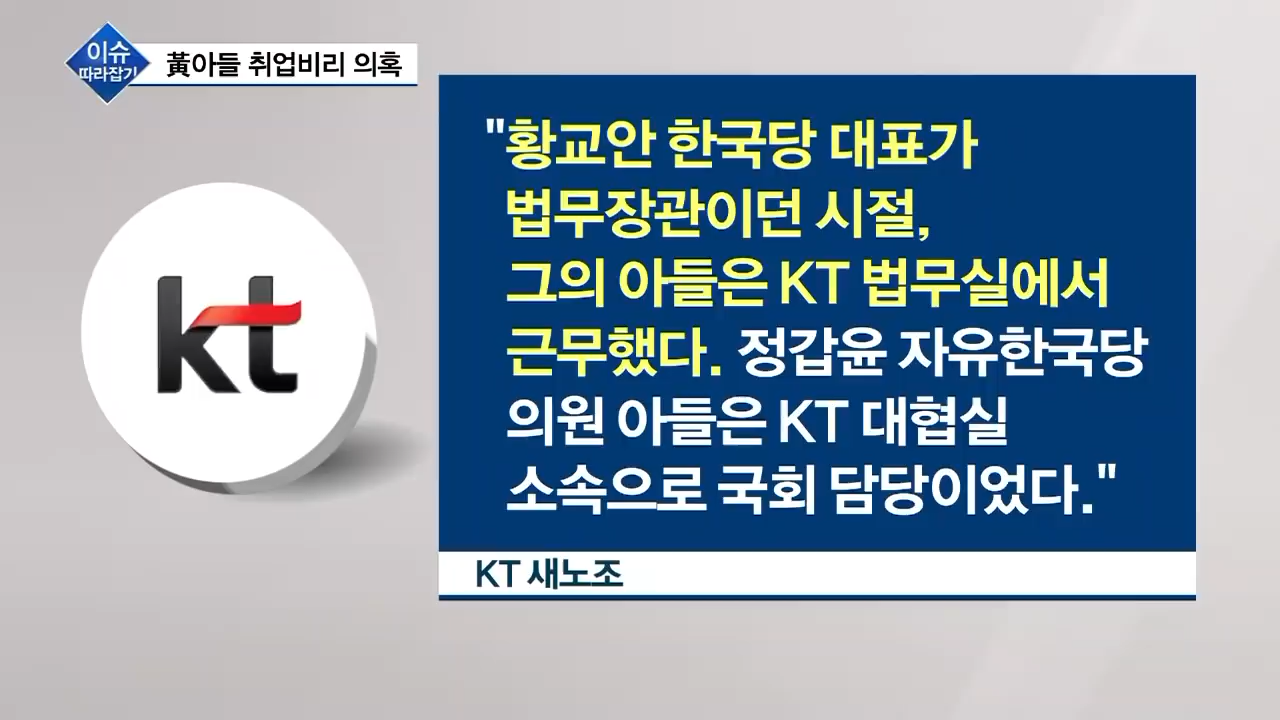 이슈
따라잡기
黃아들 취업비리 의혹
kt
"황교안 한국당 대표가
법무장관이던 시절,
그의 아들은 KT 법무실에서
근무했다. 정갑윤 자유한국당
의원 아들은 KT 대협실
소속으로 국회 담당이었다."
KT 새노조